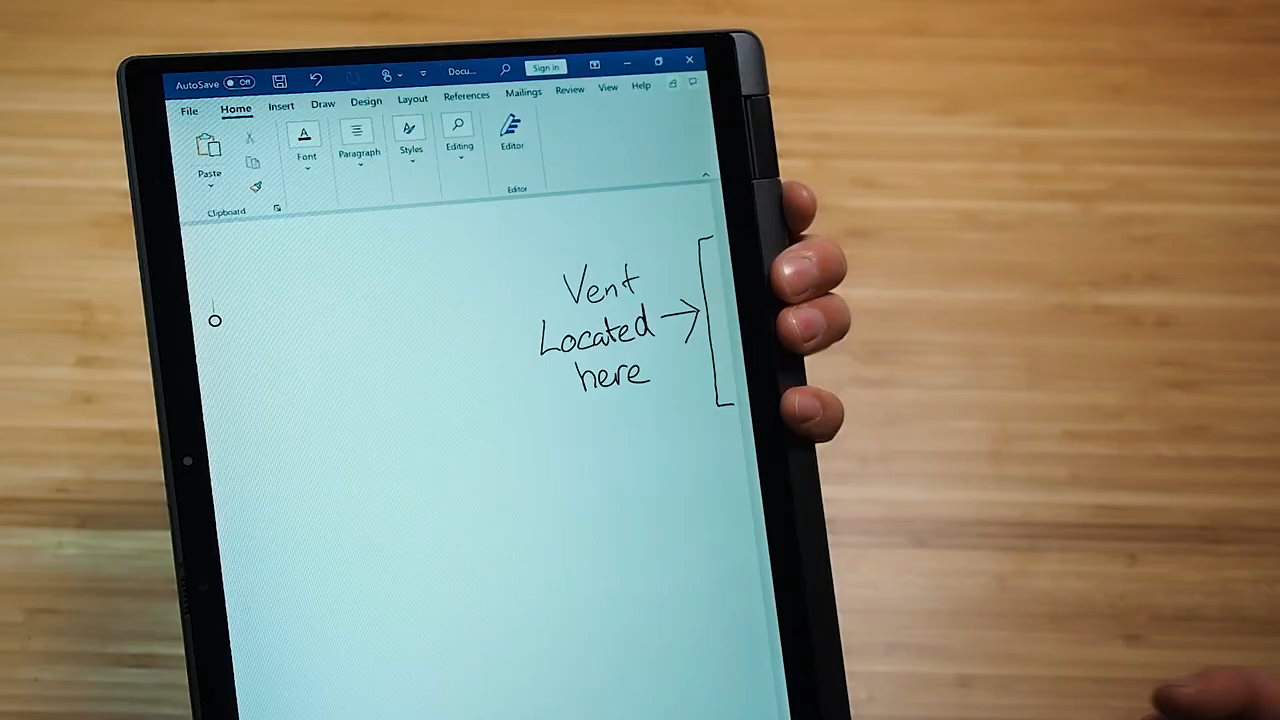 AutoSave Off Docu... Sign in
File Home Insert Draw Design Layout References Mailings Review View Help
Paste Font Paragraph Styles Editing Editor
Clipboard Editor
Vent
Located
here